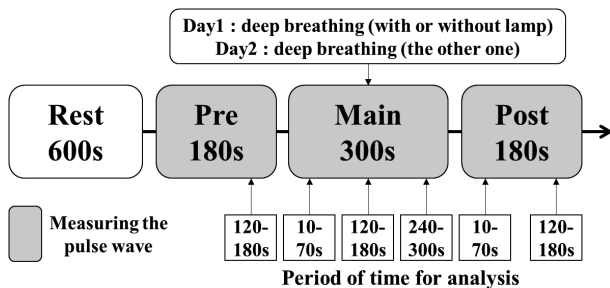 Day1 : deep breathing (with or without lamp)
Day2 : deep breathing (the other one)
Rest
600s
Pre
180s
Main
300s
Post
180s
Measuring the
pulse wave
120-
180s
10-
70s
120-
180s
240-
300s
10-
70s
120-
180s
Period of time for analysis